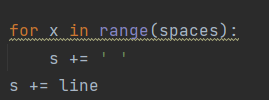 for x in range(spaces):
    s += ' '
s += line